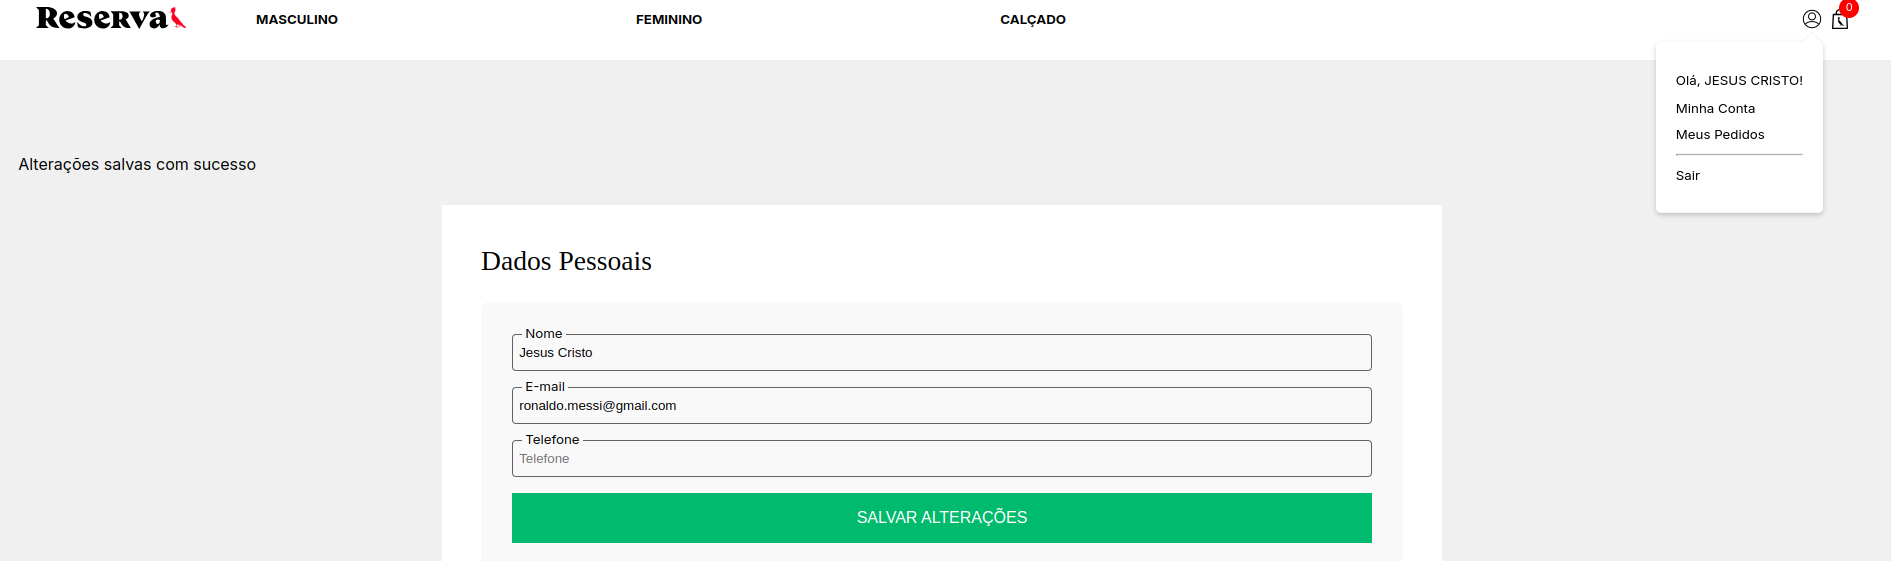 Reserva
MASCULINO
FEMININO
CALÇADO
0
Olá, JESUS CRISTO!
Minha Conta
Meus Pedidos
Sair
Alterações salvas com sucesso
Dados Pessoais
Nome
Jesus Cristo
E-mail
ronaldo.messi@gmail.com
Telefone
Telefone
SALVAR ALTERAÇÕES